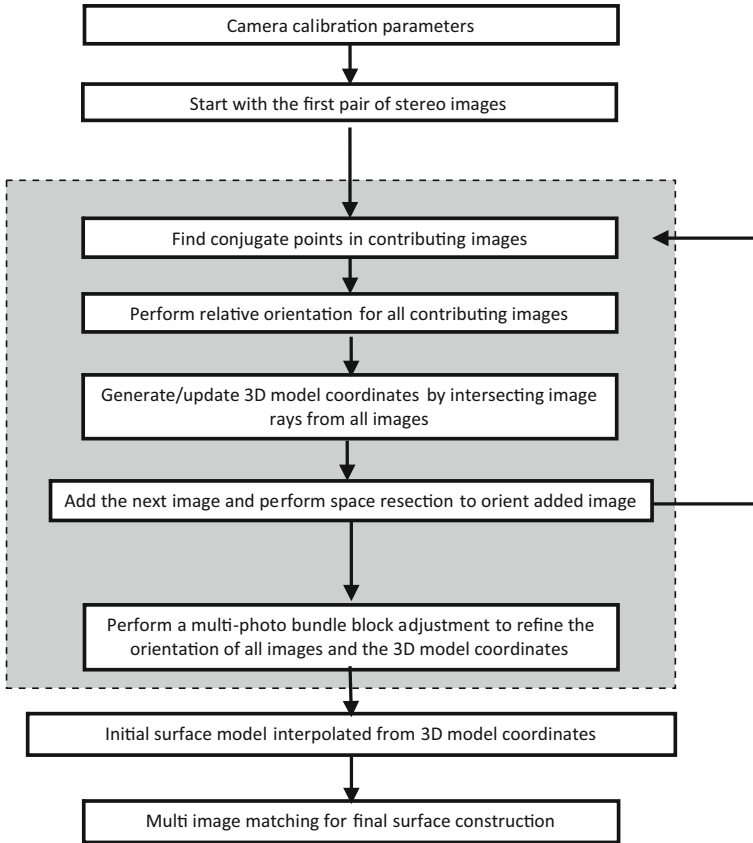 Camera calibration parameters
Start with the first pair of stereo images
Find conjugate points in contributing images
Perform relative orientation for all contributing images
Generate/update 3D model coordinates by intersecting image
rays from all images
Add the next image and perform space resection to orient added image
Perform a multi-photo bundle block adjustment to refine the
orientation of all images and the 3D model coordinates
Initial surface model interpolated from 3D model coordinates
Multi image matching for final surface construction